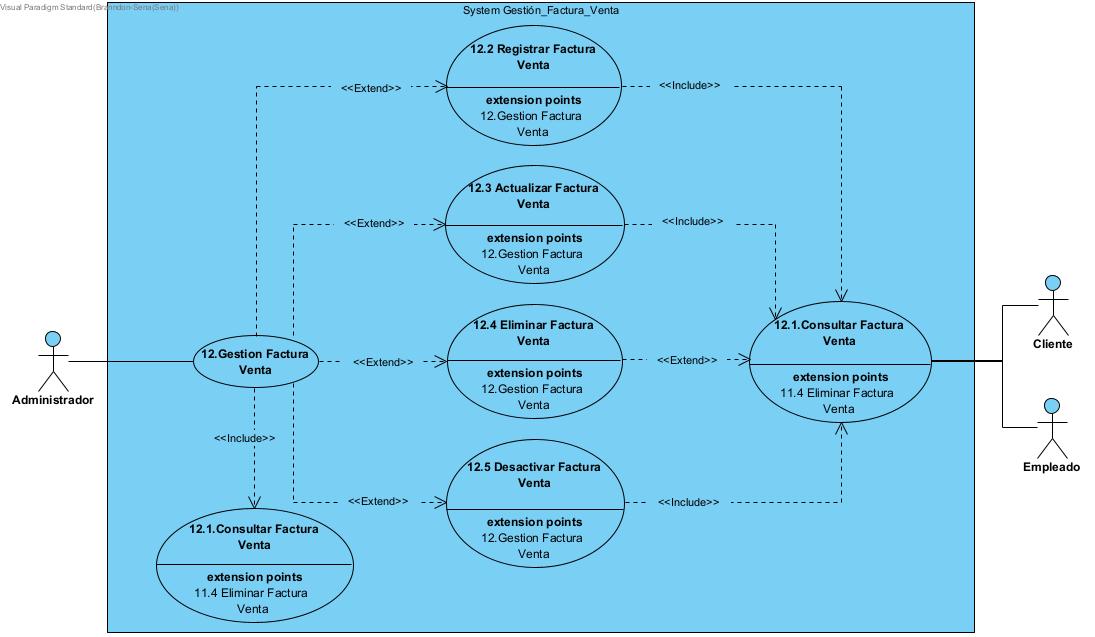 Visual Paradigm Standard(Brandon-Sena(Sena))
System Gestión_Factura_Venta
12.2 Registrar Factura
Venta
extension points
12.Gestion Factura
Venta
<<Extend>>
<<Include>>
12.3 Actualizar Factura
Venta
extension points
12.Gestion Factura
Venta
<<Extend>>
<<Include>>
12.4 Eliminar Factura
Venta
extension points
12.Gestion Factura
Venta
<<Extend>>
<<Extend>>
12.Gestion Factura
Venta
Administrador
12.1.Consultar Factura
Venta
extension points
11.4 Eliminar Factura
Venta
Cliente
Empleado
<<Include>>
12.5 Desactivar Factura
Venta
extension points
12.Gestion Factura
Venta
<<Extend>>
<<Include>>
12.1.Consultar Factura
Venta
extension points
11.4 Eliminar Factura
Venta